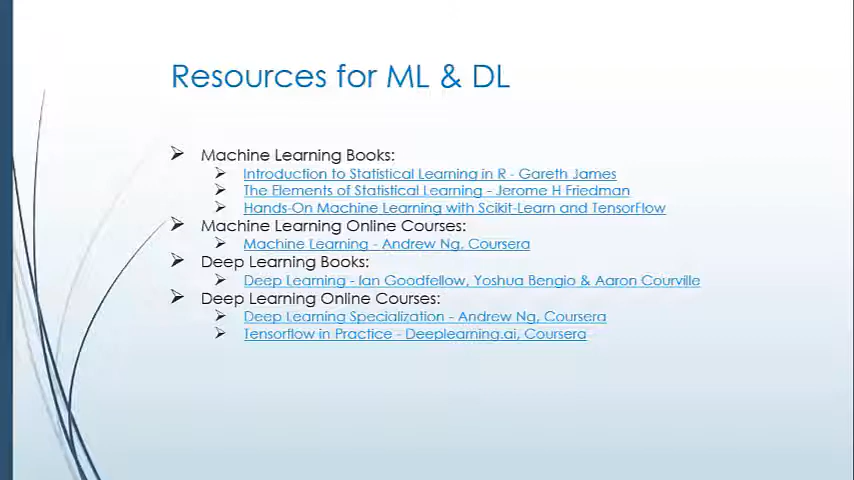 Resources for ML & DL
Machine Learning Books:
Introduction to Statistical Learning in R - Gareth James
The Elements of Statistical Learning - Jerome H Friedman
Hands-On Machine Learning with Scikit-Learn and TensorFlow
Machine Learning Online Courses:
Machine Learning - Andrew Ng, Coursera
Deep Learning Books:
Deep Learning - Ian Goodfellow, Yoshua Bengio & Aaron Courville
Deep Learning Online Courses:
Deep Learning Specialization - Andrew Ng, Coursera
Tensorflow in Practice - Deeplearning.ai, Coursera